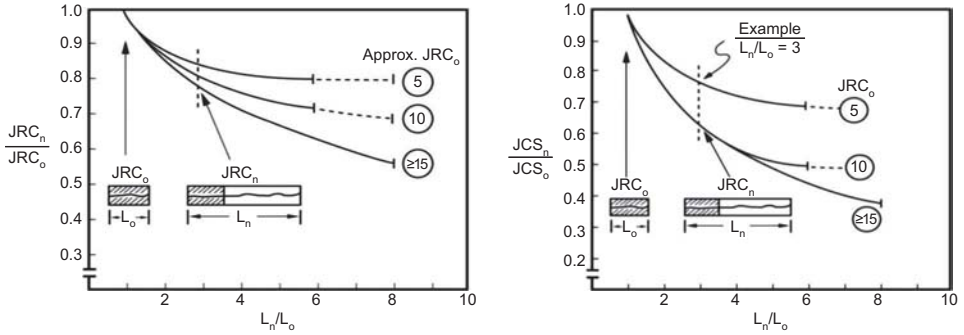 1.0
0.9
0.8
0.7
0.6
0.5
0.4
0.3
JRCn
JRCo
Approx. JRCo
5
10
≥15
JRCo
JRCn
Lo
Ln
2
4
6
8
10
Ln/Lo
1.0
0.9
0.8
0.7
0.6
0.5
0.4
0.3
0.2
JCSn
JCSo
Example
Ln/Lo = 3
JRCo
5
10
≥15
JRCo
JRCn
Lo
Ln
2
4
6
8
10
Ln/Lo